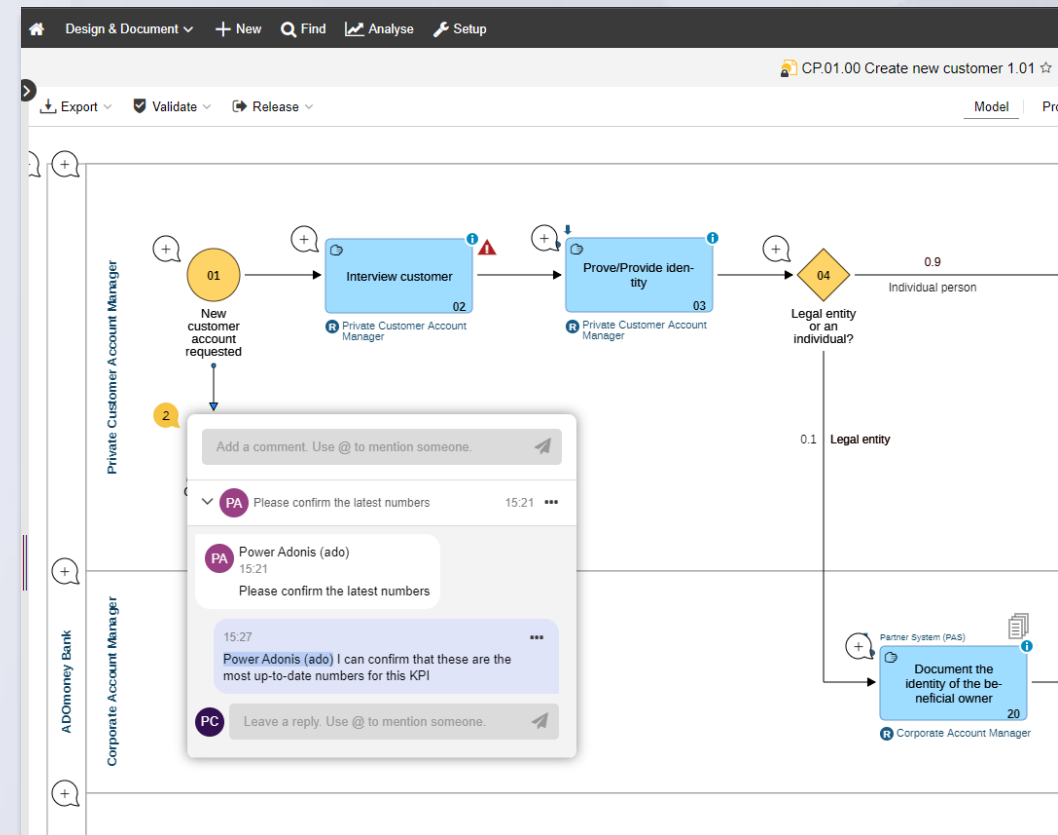 Design & Document
New
Find
Analyse
Setup
CP.01.00 Create new customer 1.01
Export
Validate
Release
Model
Private Customer Account Manager
01
New
customer
account
requested
Interview customer
02
R Private Customer Account
Manager
Prove/Provide iden-
tity
03
R Private Customer Account
Manager
04
Legal entity
or an
individual?
0.9
Individual person
0.1 Legal entity
2
Add a comment. Use @ to mention someone.
PA Please confirm the latest numbers 15:21
PA Power Adonis (ado)
15:21
Please confirm the latest numbers
15:27
Power Adonis (ado) I can confirm that these are the
most up-to-date numbers for this KPI
PC Leave a reply. Use @ to mention someone.
ADOmoney Bank
Corporate Account Manager
Partner System (PAS)
Document the
identity of the be-
neficial owner
20
R Corporate Account Manager